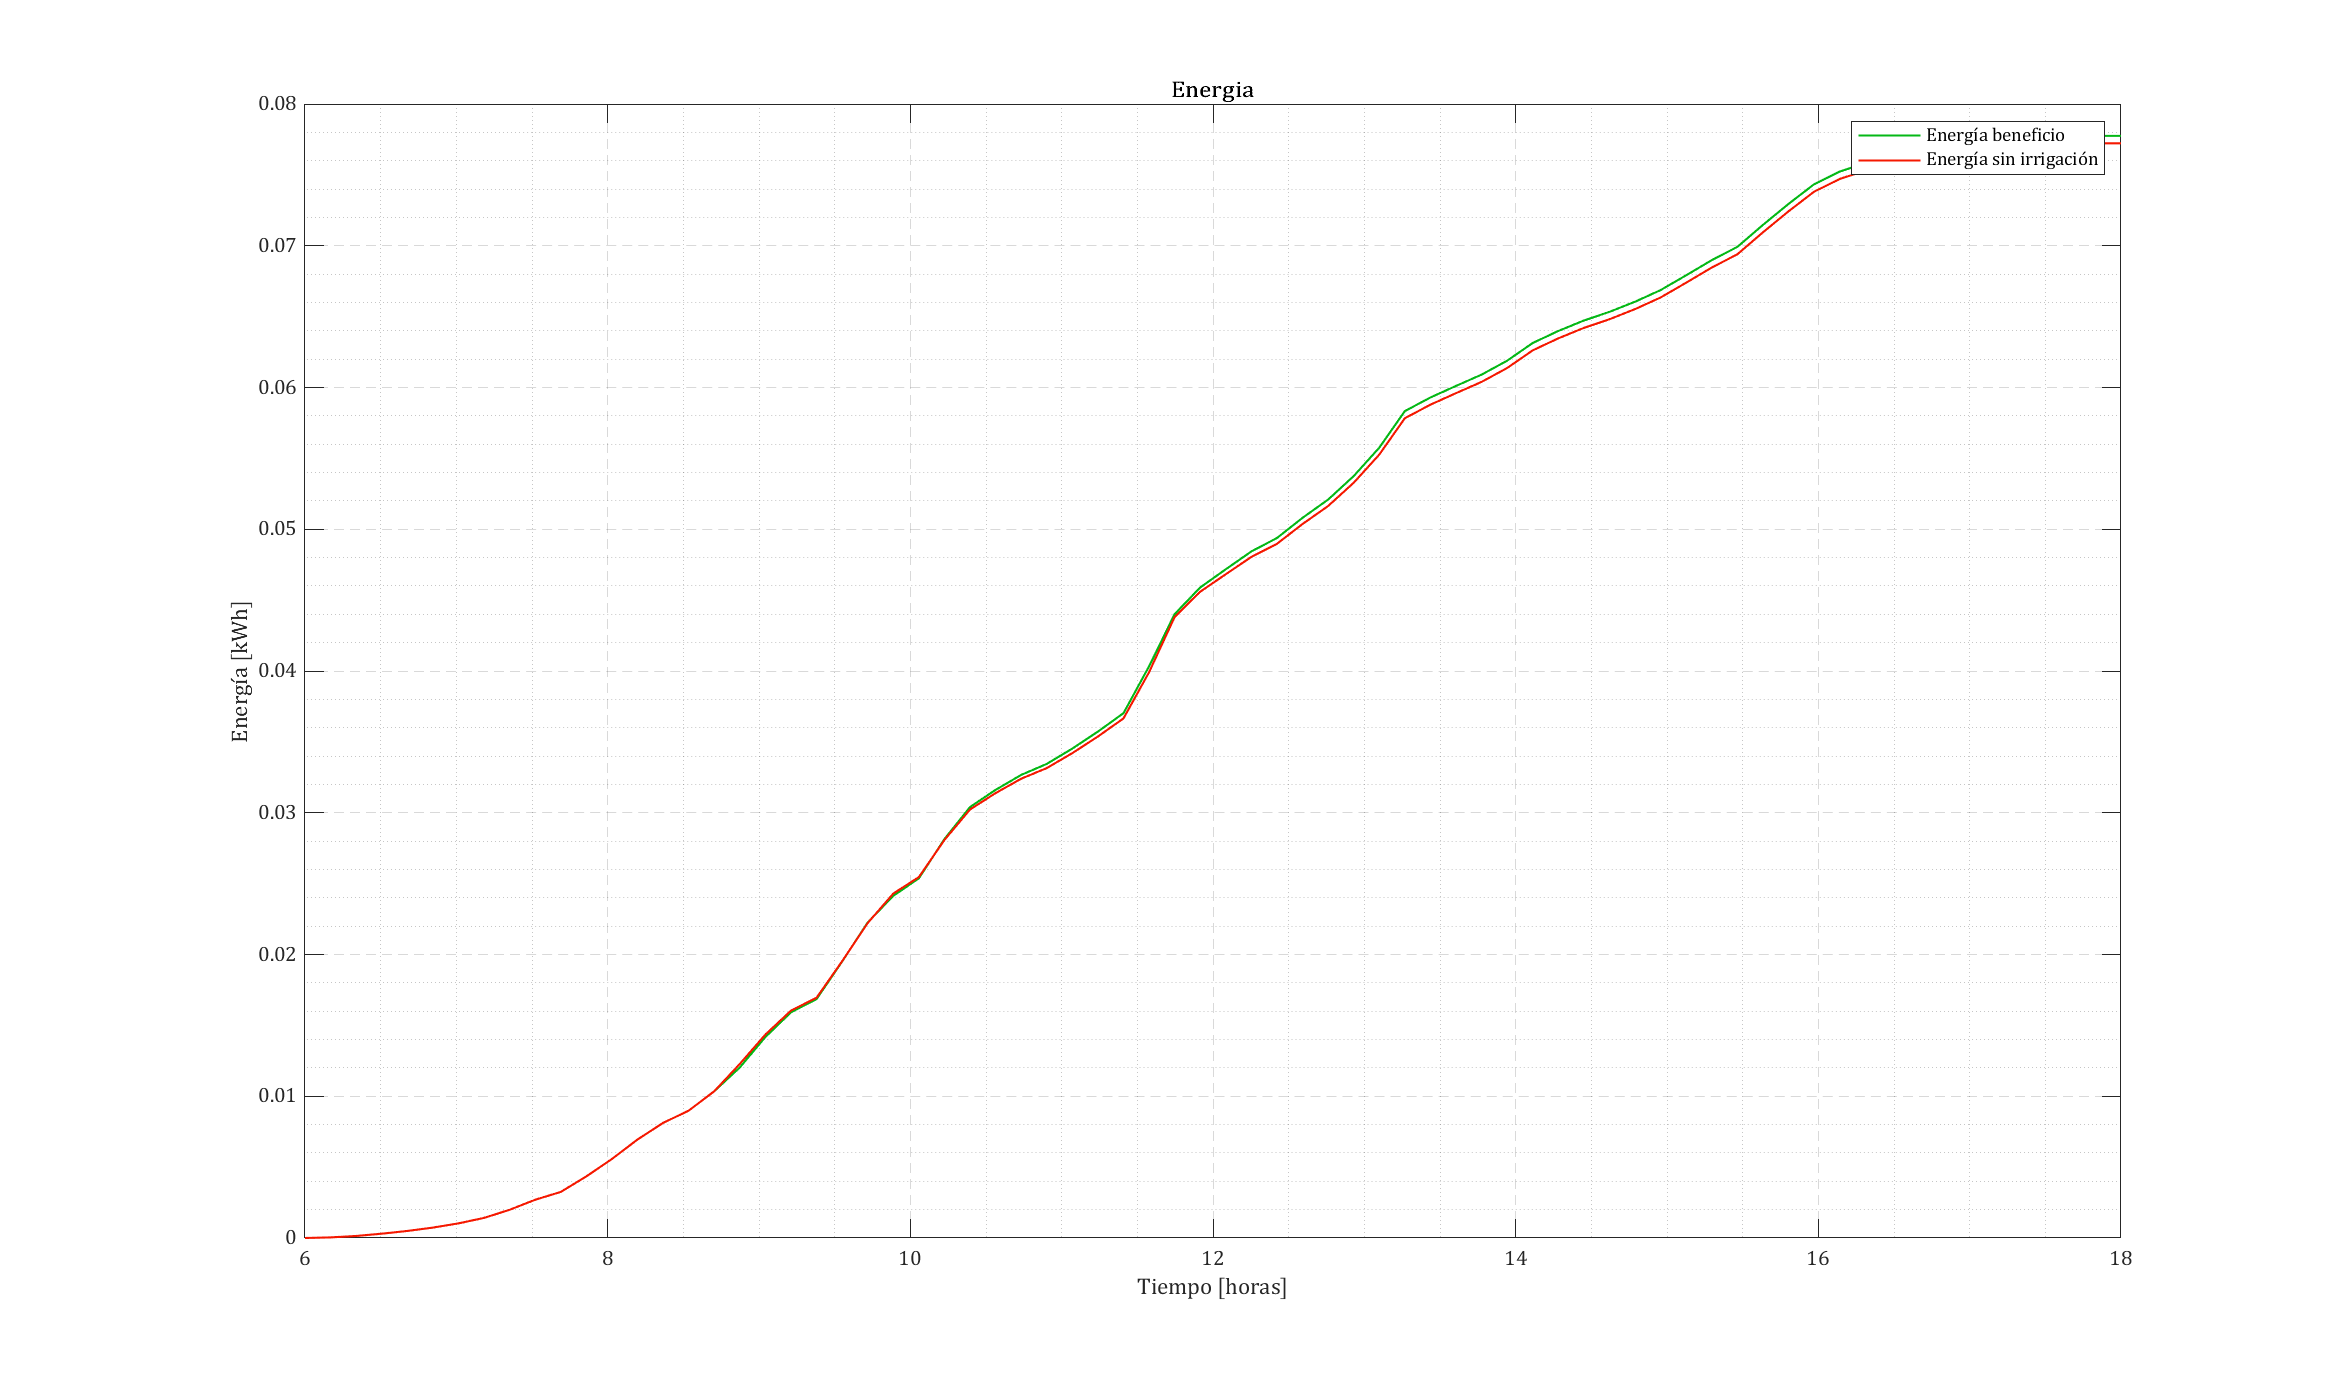 Energia
0.08
0.07
0.06
0.05
0.04
0.03
0.02
0.01
0
Energía [kWh]
Energía beneficio
Energía sin irrigación
6 8 10 12 14 16 18
Tiempo [horas]